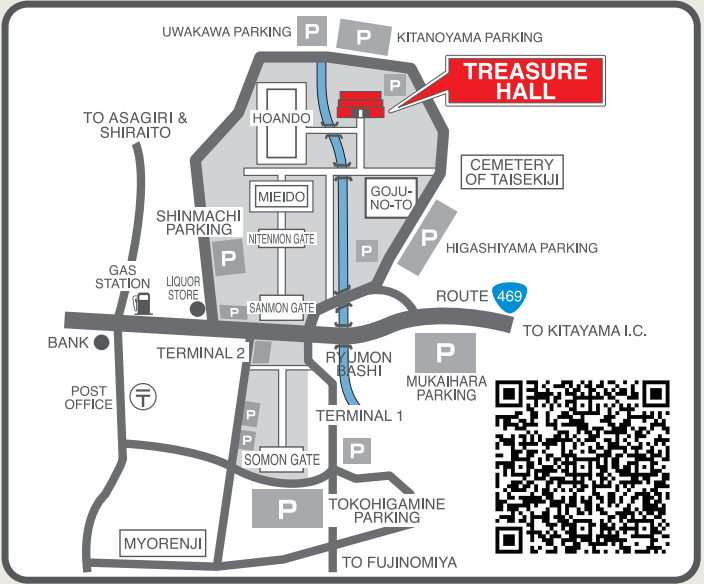 UWAKAWA PARKING
P
P
KITANOYAMA PARKING
TREASURE
HALL
P
HOANDO
TO ASAGIRI &
SHIRAITO
CEMETERY
OF TAISEKIJI
MIEIDO
GOJU-
NO-TO
SHINMACHI
PARKING
P
NITENMON GATE
P
P
HIGASHIYAMA PARKING
GAS
STATION
LIQUOR
STORE
P
SANMON GATE
ROUTE 469
TO KITAYAMA I.C.
BANK
TERMINAL 2
RYUMON
BASHI
P
MUKAIHARA
PARKING
POST
OFFICE
〒
P
TERMINAL 1
P
SOMON GATE
P
P
TOKOHIGAMINE
PARKING
MYORENJI
TO FUJINOMIYA